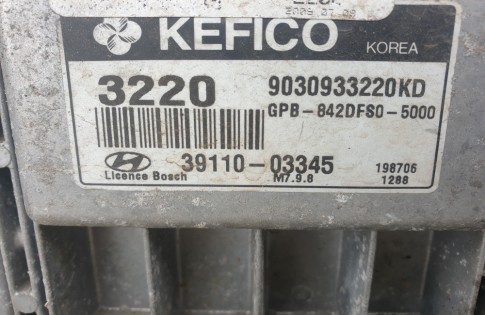 KEFICO KOREA
3220 9030933220KD
GPB-842DFS0-5000
39110-03345 198706
Licence Bosch M7.9.8 1288